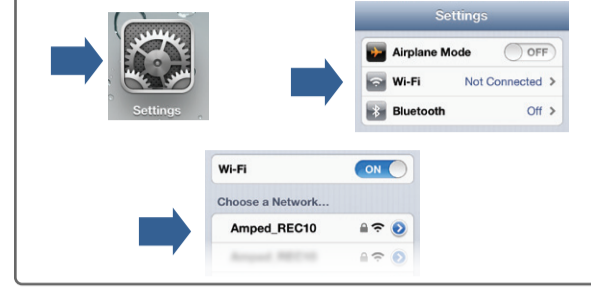 Settings
Settings
Airplane Mode OFF
Wi-Fi Not Connected
Bluetooth Off
Wi-Fi ON
Choose a Network...
Amped_REC10